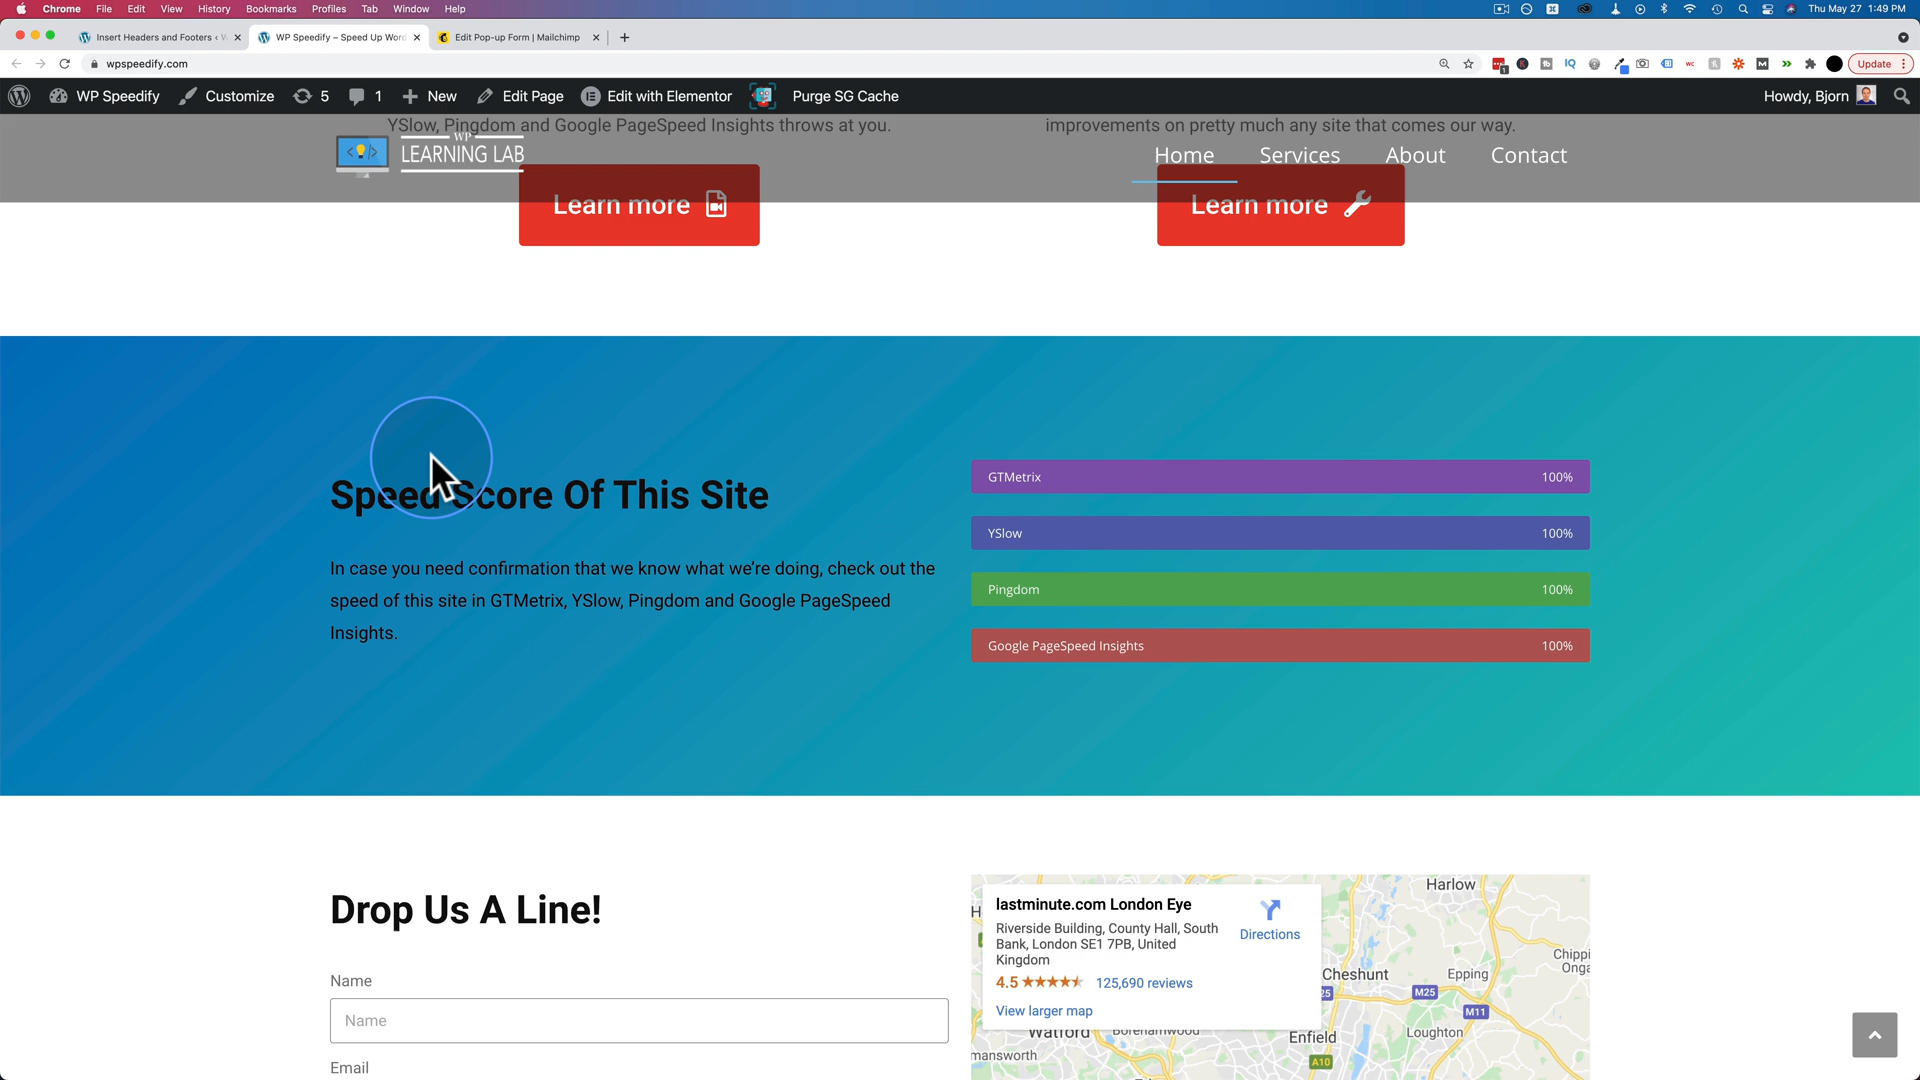 Chrome File Edit View History Bookmarks Profiles Tab Window Help Thu May 27 1:49 PM
Insert Headers and Footers ‹ WP Speedify – Speed Up Word Edit Pop-up Form | Mailchimp
wpspeedify.com Update
WP Speedify Customize 5 1 New Edit Page Edit with Elementor Purge SG Cache Howdy, Bjorn
YSlow, Pingdom and Google PageSpeed Insights throws at you.
improvements on pretty much any site that comes our way.
WP
LEARNING LAB
Home Services About Contact
Learn more
Learn more
Speed Score Of This Site
In case you need confirmation that we know what we're doing, check out the
speed of this site in GTMetrix, YSlow, Pingdom and Google PageSpeed
Insights.
GTMetrix 100%
YSlow 100%
Pingdom 100%
Google PageSpeed Insights 100%
Drop Us A Line!
Name
Name
Email
lastminute.com London Eye
Riverside Building, County Hall, South
Bank, London SE1 7PB, United
Kingdom
Directions
4.5 125,690 reviews
View larger map
Harlow
Chippi
Onga
Cheshunt
Epping
M25
25
M11
Watford
Borehamwood
Enfield
Loughton
mansworth
A10